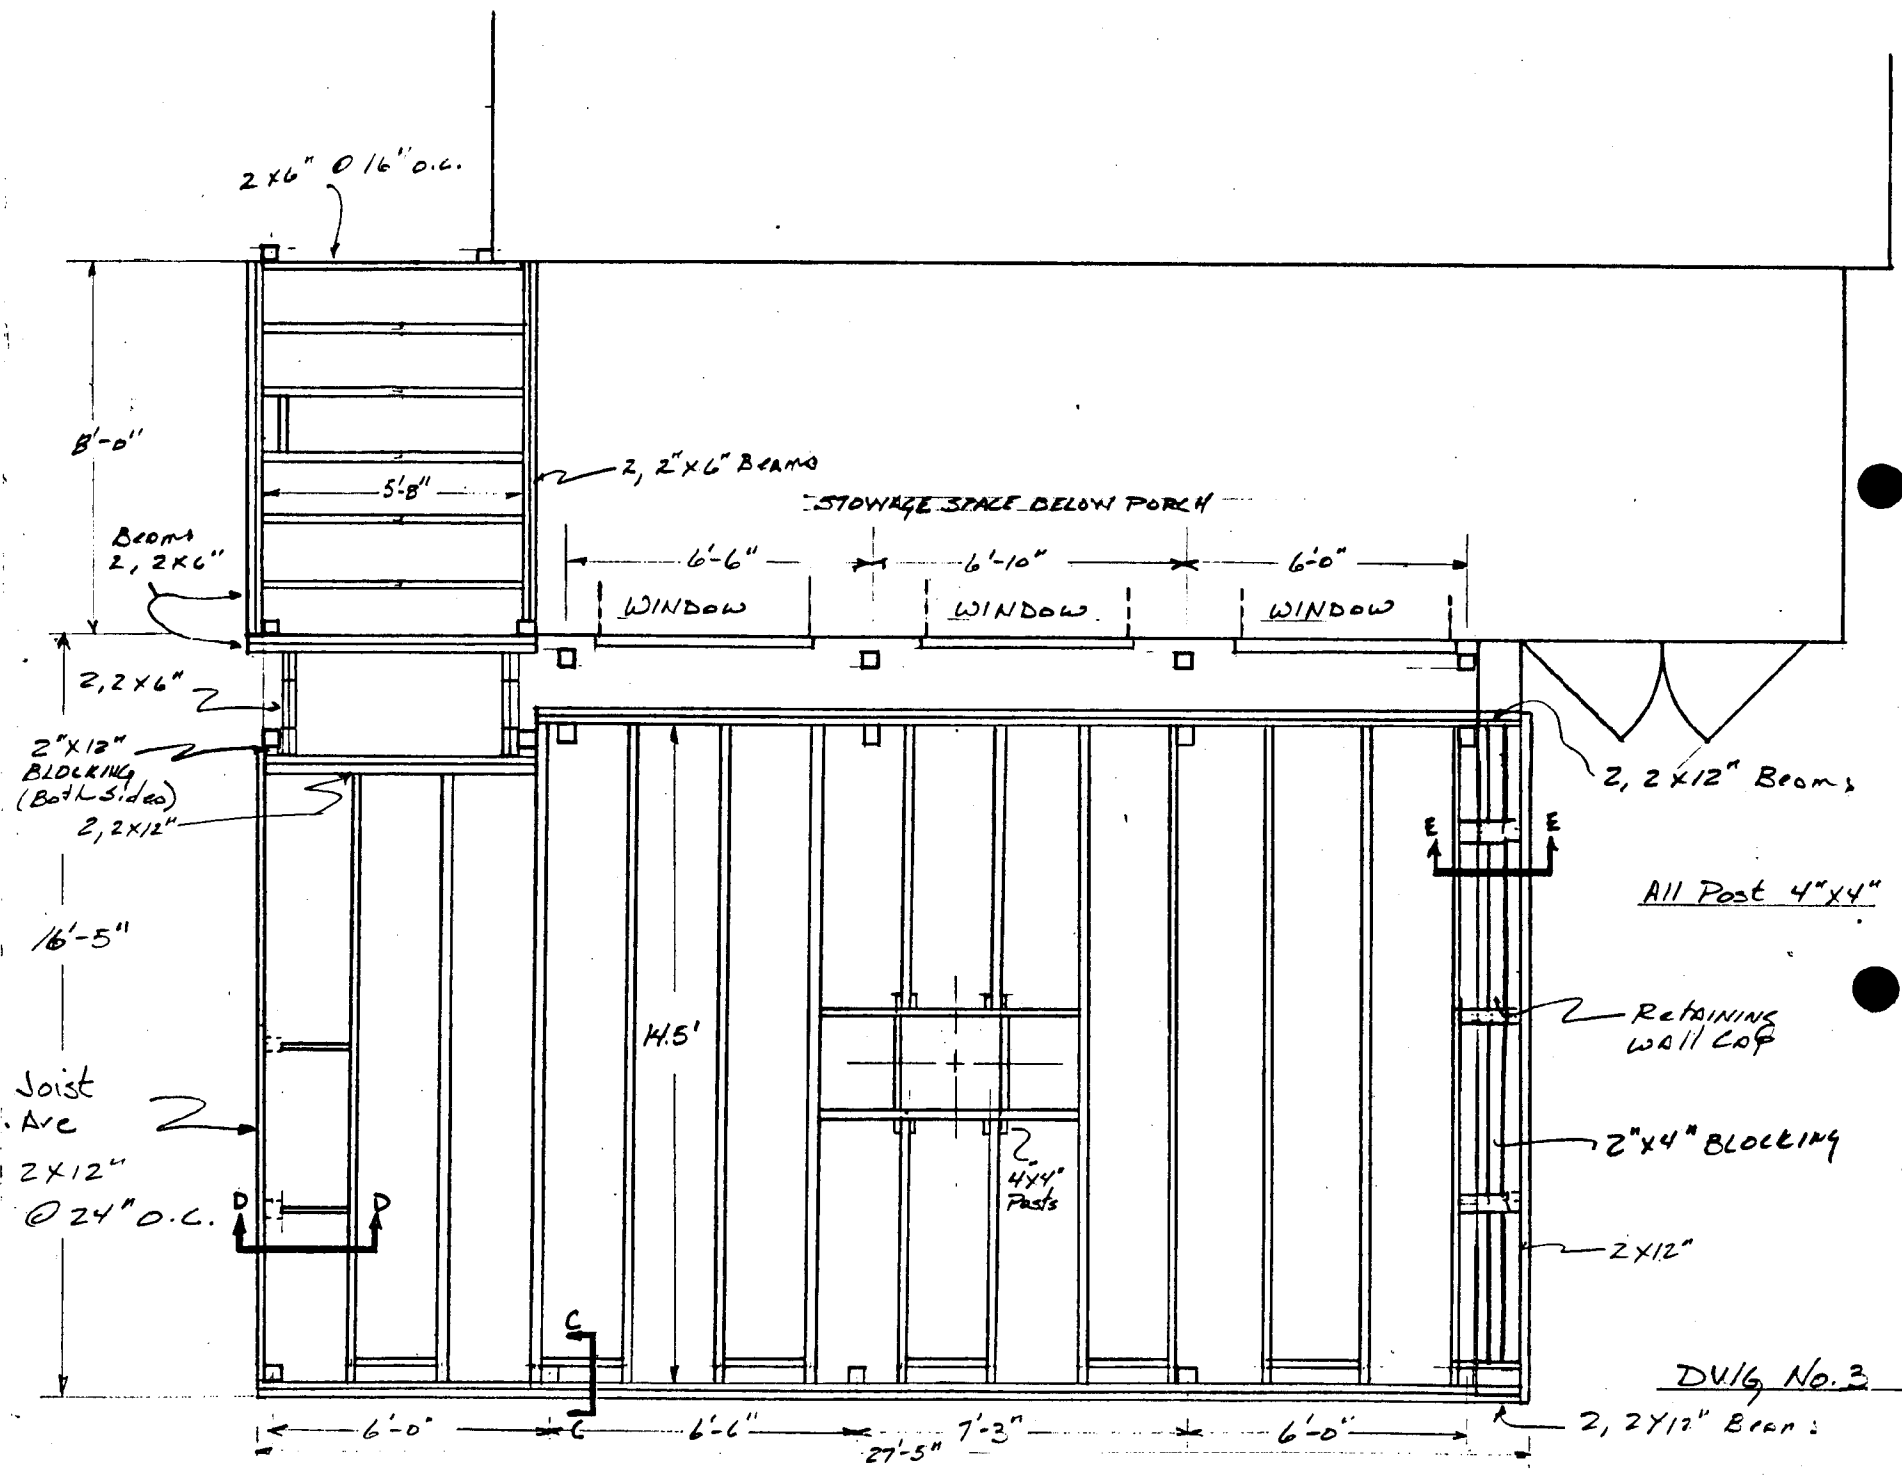 2X6" @ 16" o.c.
8'-0"
2, 2"x6" Beams
5'-8"
STOWAGE SPACE BELOW PORCH
Beams
2, 2X6"
6'-6" 6'-10" 6'-0"
WINDOW WINDOW WINDOW
2, 2X6"
2"X12"
BLOCKING
(Both Sides)
2, 2X12"
2, 2X12" Beams
E E
All Post 4"X4"
16'-5"
14.5'
Retaining
Wall Cap
Joist
Are
2X12"
@ 24" O.C.
2"X4" BLOCKING
4X4"
Posts
D D
2X12"
C
DWG No. 3
C
6'-0" 6'-6" 7'-3" 6'-0"
2, 2X12" Beams
27'-5"